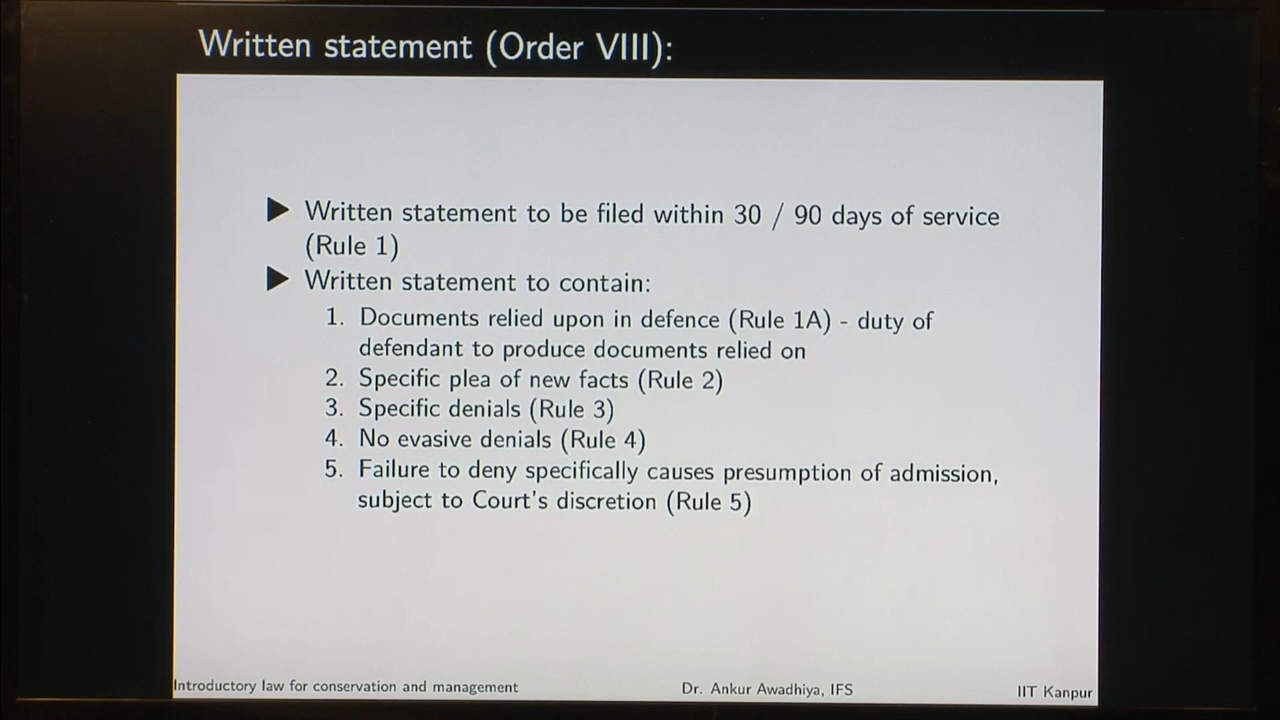 Written statement (Order VIII):
▶ Written statement to be filed within 30 / 90 days of service
(Rule 1)
▶ Written statement to contain:
1. Documents relied upon in defence (Rule 1A) - duty of
defendant to produce documents relied on
2. Specific plea of new facts (Rule 2)
3. Specific denials (Rule 3)
4. No evasive denials (Rule 4)
5. Failure to deny specifically causes presumption of admission,
subject to Court's discretion (Rule 5)
Introductory law for conservation and management Dr. Ankur Awadhiya, IFS IIT Kanpur